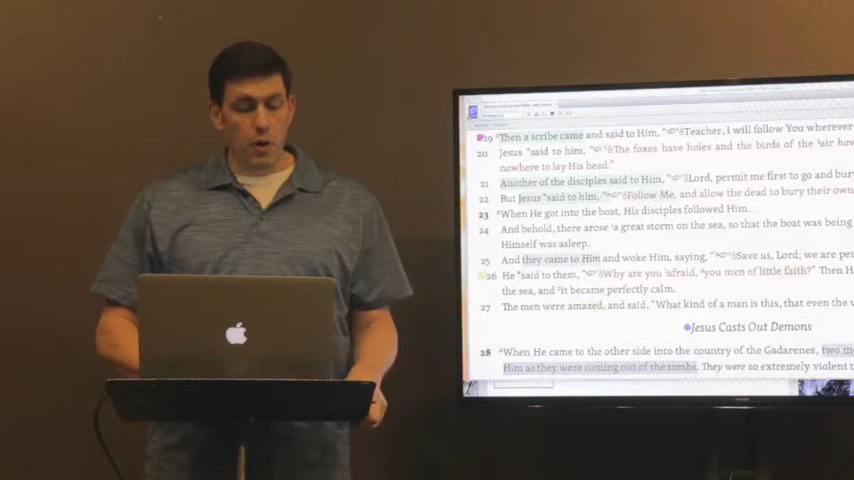 19 Then a scribe came and said to Him, "Teacher, I will follow You wherever
20 Jesus *said to him, "The foxes have holes and the birds of the air hav
nowhere to lay His head."
21 Another of the disciples said to Him, "Lord, permit me first to go and bury
22 But Jesus *said to him, "Follow Me, and allow the dead to bury their own
23 When He got into the boat, His disciples followed Him.
24 And behold, there arose a great storm on the sea, so that the boat was being
Himself was asleep.
25 And they came to Him and woke Him, saying, "Save us, Lord; we are pe
26 He *said to them, "Why are you afraid, you men of little faith?" Then H
the sea, and it became perfectly calm.
27 The men were amazed, and said, "What kind of a man is this, that even the v
Jesus Casts Out Demons
28 When He came to the other side into the country of the Gadarenes, two me
Him as they were coming out of the tombs. They were so extremely violent t